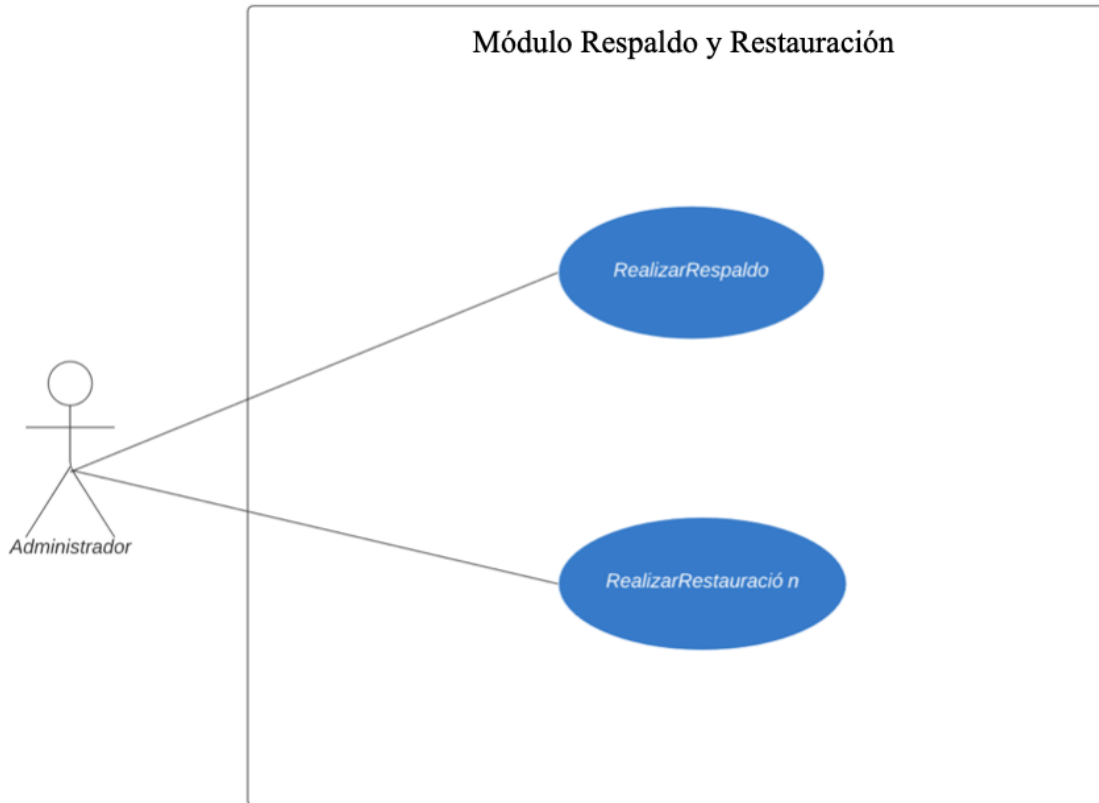 Módulo Respaldo y Restauración
RealizarRespaldo
Administrador
RealizarRestauració n